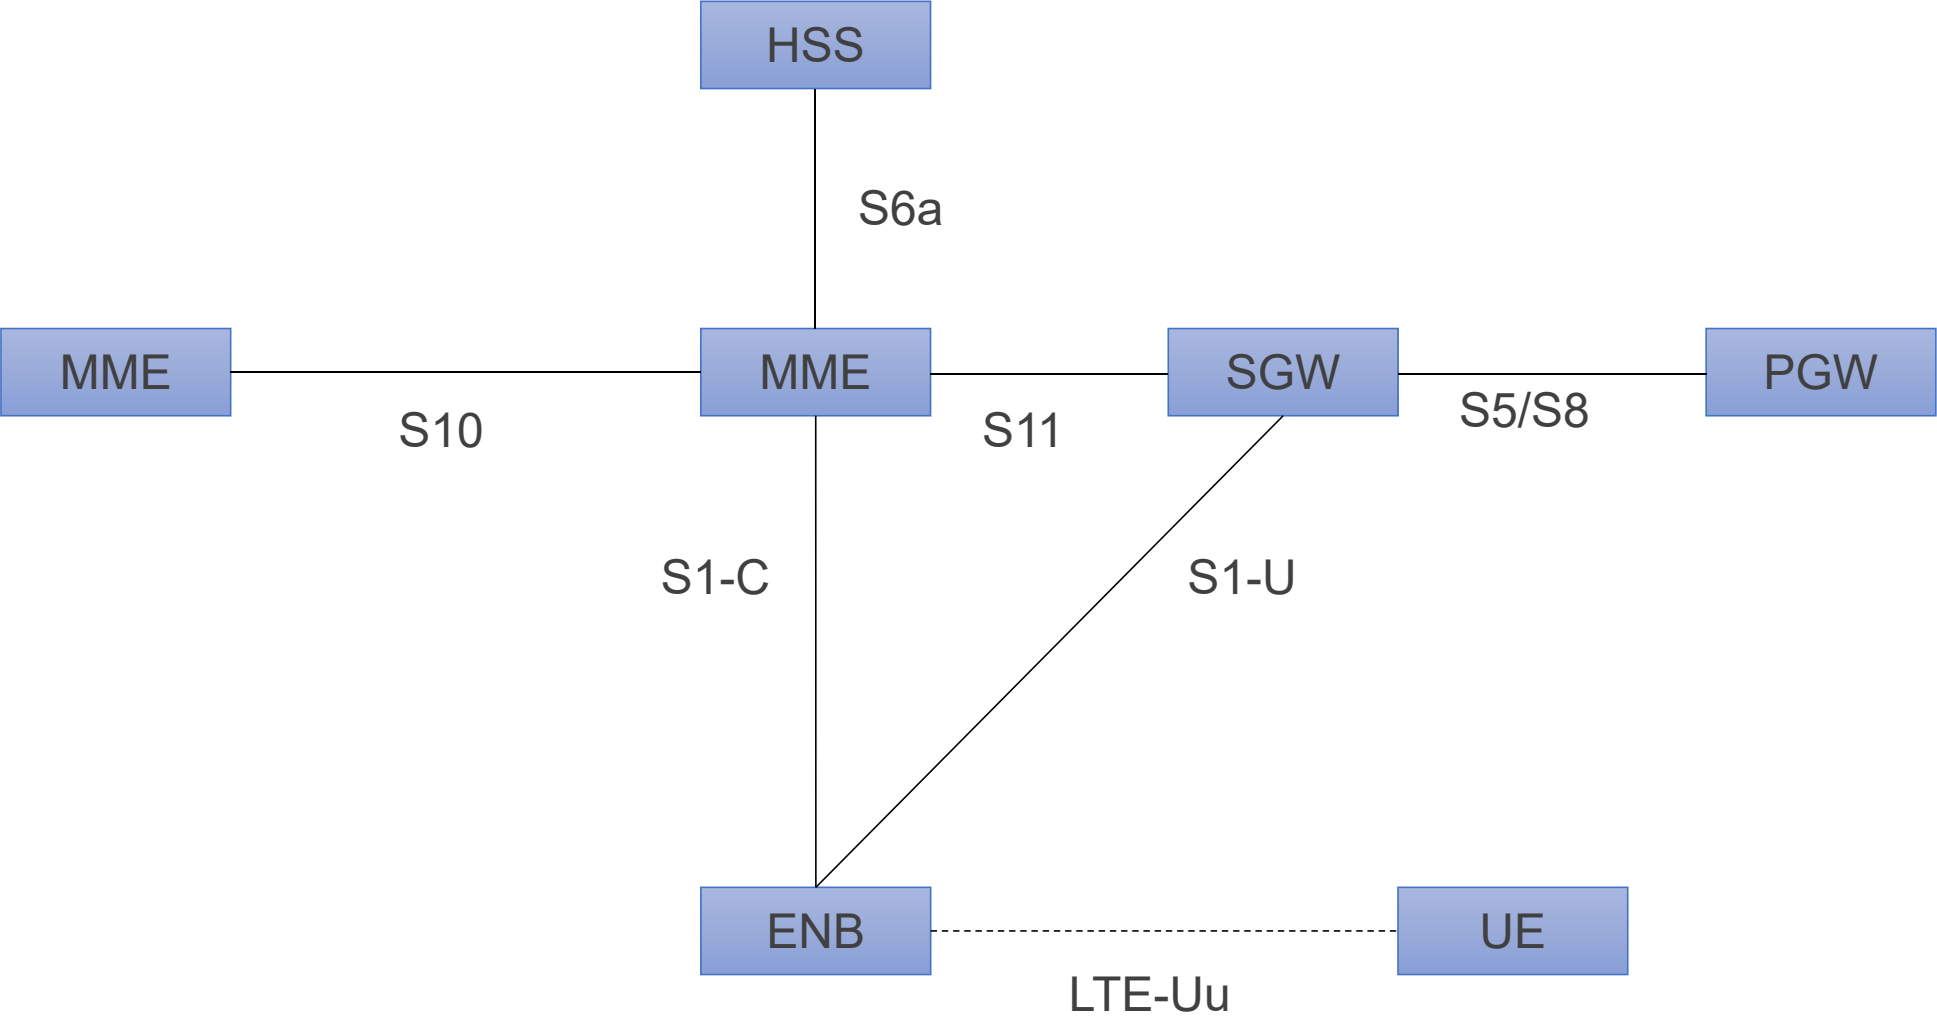 HSS
S6a
MME
MME
SGW
PGW
S10
S11
S5/S8
S1-C
S1-U
ENB
UE
LTE-Uu